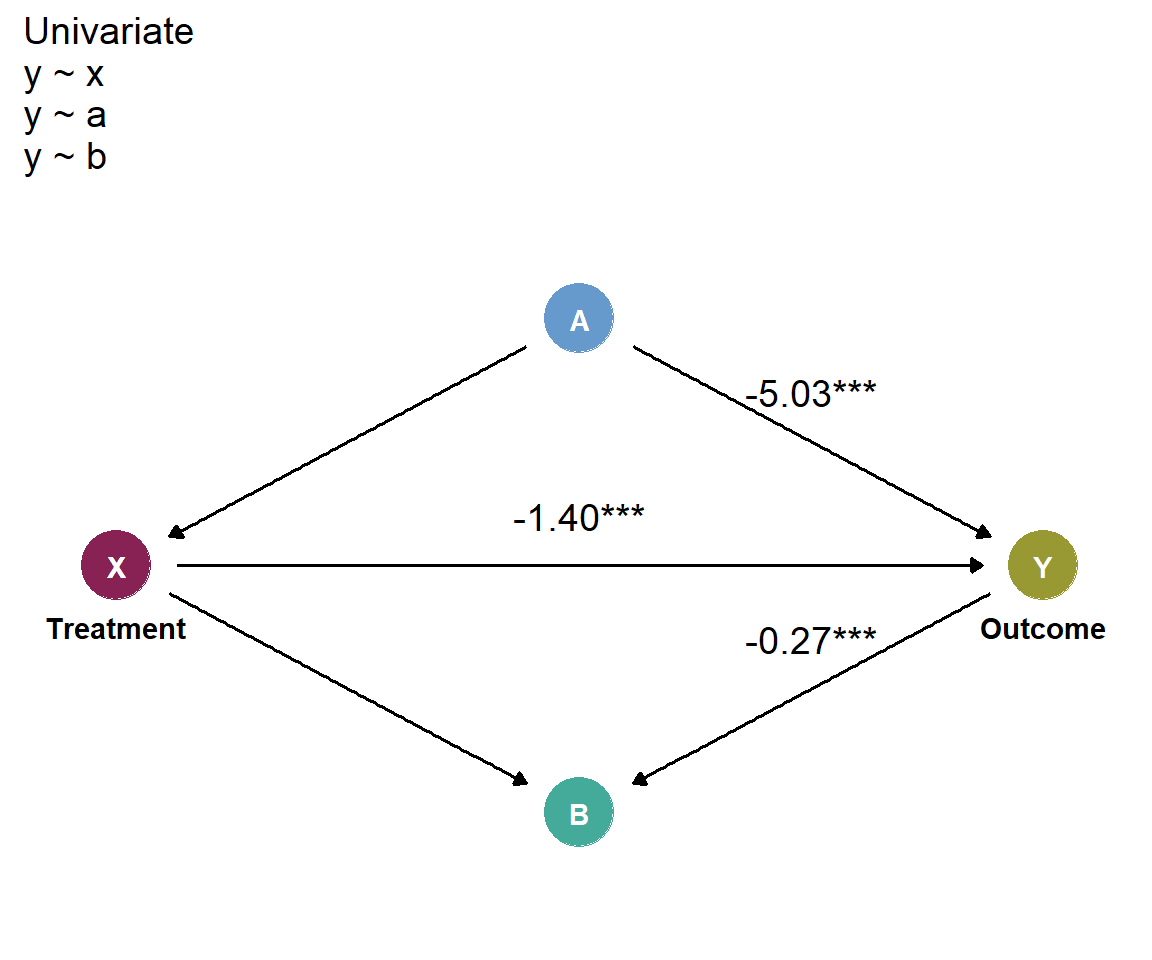 Univariate
y ~ x
y ~ a
y ~ b
A
-5.03***
-1.40***
X
Y
Treatment
Outcome
-0.27***
B